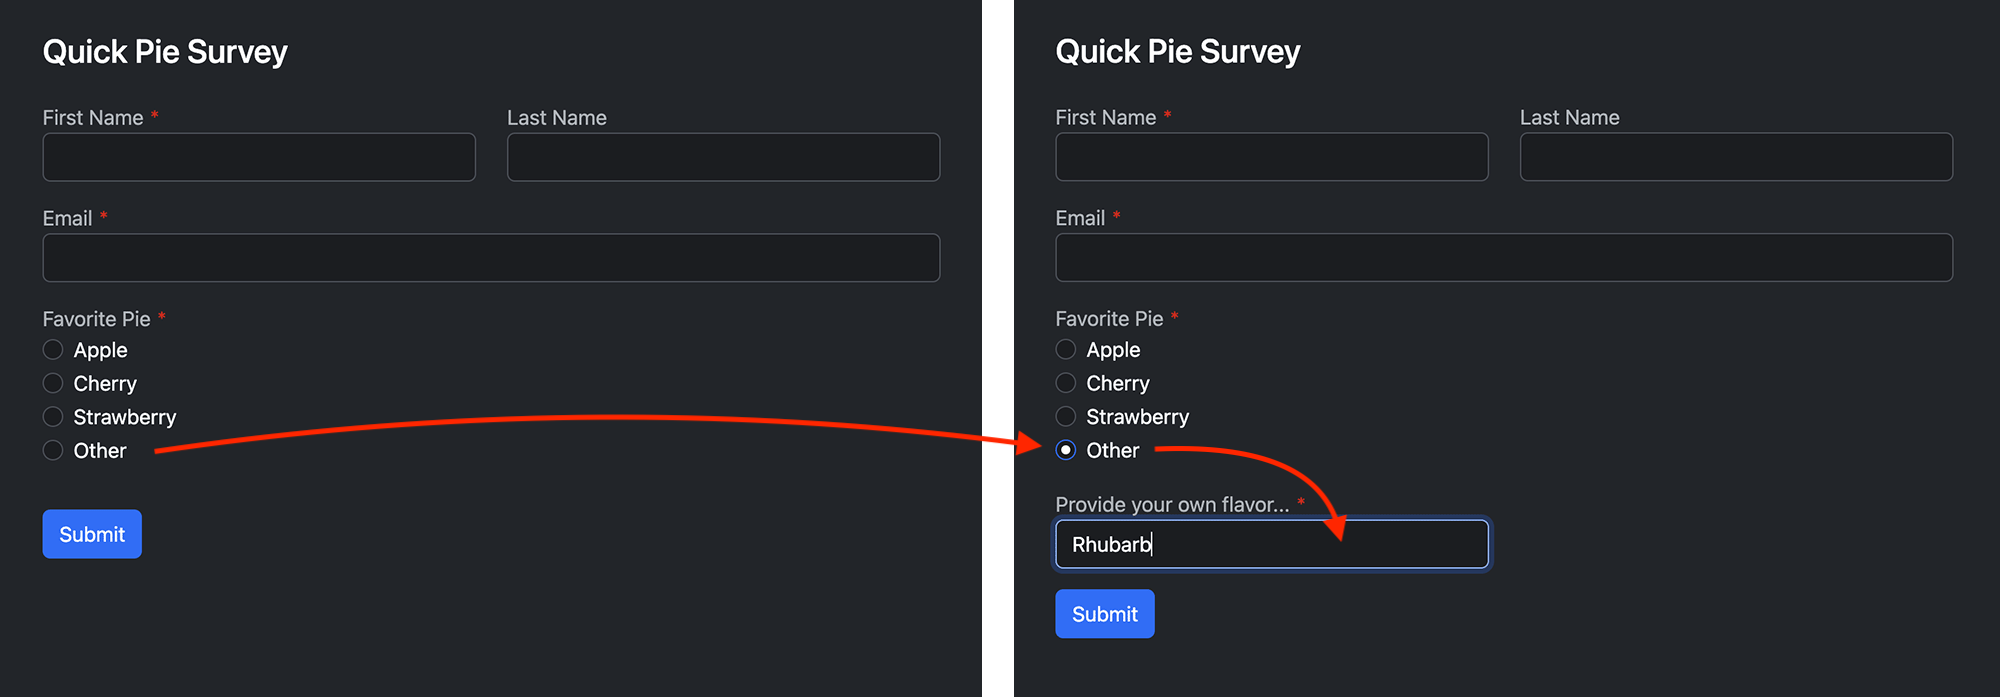 Quick Pie Survey
First Name *
Last Name
Email *
Favorite Pie *
Apple
Cherry
Strawberry
Other
Submit
Quick Pie Survey
First Name *
Last Name
Email *
Favorite Pie *
Apple
Cherry
Strawberry
Other
Provide your own flavor... *
Rhubarb
Submit